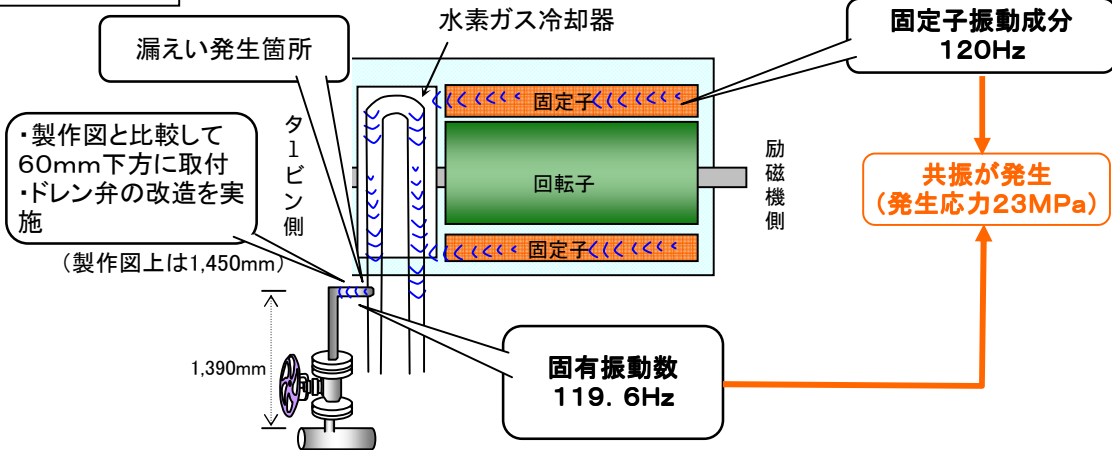 水素ガス冷却器
漏えい発生箇所
固定子振動成分
120Hz
・製作図と比較して
60mm下方に取付
・ドレン弁の改造を実
施
タービン側
固定子
回転子
固定子
励磁機側
共振が発生
(発生応力23MPa)
(製作図上は1,450mm)
1,390mm
固有振動数
119．6Hz